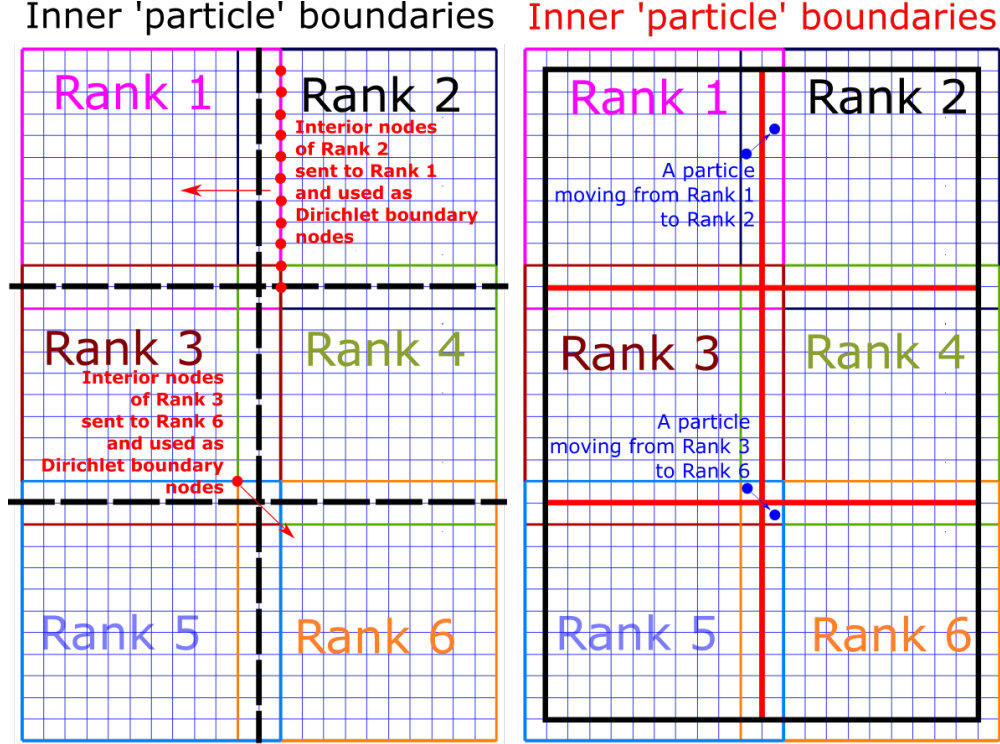 Inner 'particle' boundaries
Rank 1
Rank 2
Interior nodes
of Rank 2
sent to Rank 1
and used as
Dirichlet boundary
nodes
Rank 3
Rank 4
Interior nodes
of Rank 3
sent to Rank 6
and used as
Dirichlet boundary
nodes
Rank 5
Rank 6
Inner 'particle' boundaries
Rank 1
Rank 2
A particle
moving from Rank 1
to Rank 2
Rank 3
Rank 4
A particle
moving from Rank 3
to Rank 6
Rank 5
Rank 6